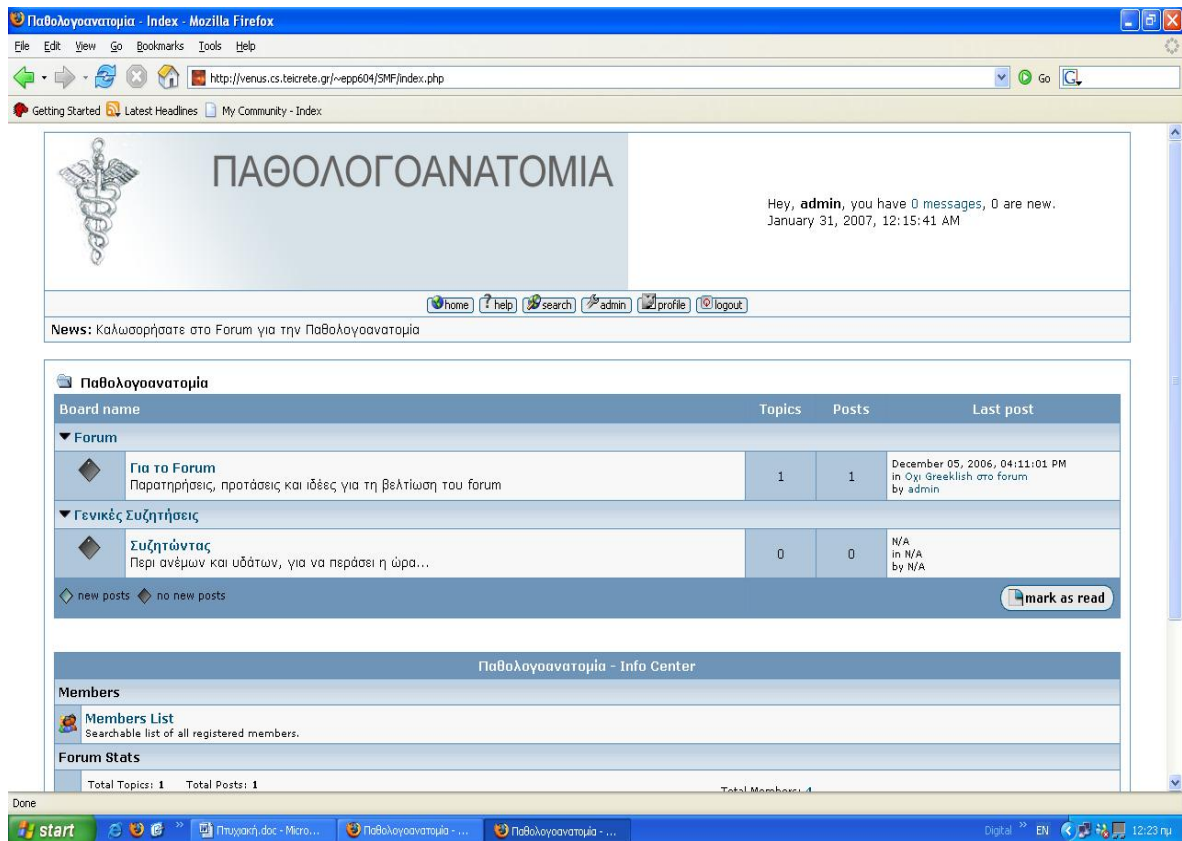 Παθολογοανατομία - Index - Mozilla Firefox
File Edit View Go Bookmarks Tools Help
http://venus.cs.teicrete.gr/~epp604/SMF/index.php Go
Getting Started Latest Headlines My Community - Index
ΠΑΘΟΛΟΓΟΑΝΑΤΟΜΙΑ
Hey, admin, you have 0 messages, 0 are new.
January 31, 2007, 12:15:41 AM
home help search admin profile logout
News: Καλωσορήσατε στο Forum για την Παθολογοανατομία
Παθολογοανατομία
Board name Topics Posts Last post
Forum
Για το Forum
Παρατηρήσεις, προτάσεις και ιδέες για τη βελτίωση του forum
1 1
December 05, 2006, 04:11:01 PM
in Οχι Greeklish στο forum
by admin
Γενικές Συζητήσεις
Συζητώντας
Περι ανέμων και υδάτων, για να περάσει η ώρα...
0 0
N/A
in N/A
by N/A
new posts no new posts mark as read
Παθολογοανατομία - Info Center
Members
Members List
Searchable list of all registered members.
Forum Stats
Total Topics: 1 Total Posts: 1 Total Members: 4
Done
start Πτυχιακή.doc - Micro... Παθολογοανατομία - ... Παθολογοανατομία - ... Digital EN 12:23 πμ